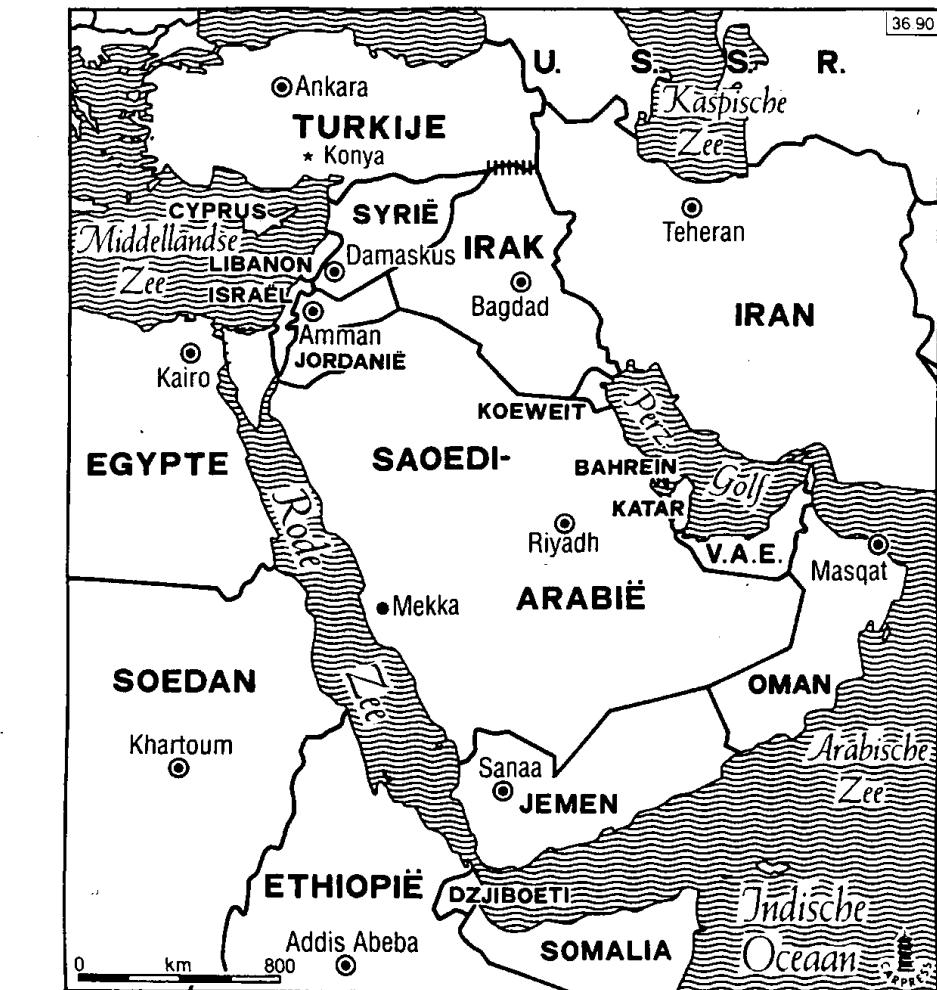 36 90
U. S. S. R.
Ankara
Kaspische
Zee
TURKIJE
Konya
CYPRUS
SYRIË
Teheran
Middellandse
Zee
LIBANON
Damaskus
IRAK
ISRAËL
Bagdad
IRAN
Amman
JORDANIË
Kairo
KOEWEIT
Perz.
Golf
EGYPTE
SAOEDI-
BAHREIN
KATAR
Rode
Zee
Riyadh
V.A.E.
Masqat
Mekka
ARABIË
SOEDAN
OMAN
Khartoum
Sanaa
JEMEN
Arabische
Zee
ETHIOPIË
DZJIBOETI
Indische
Oceaan
Addis Abeba
SOMALIA
0 km 800
CARPRESS